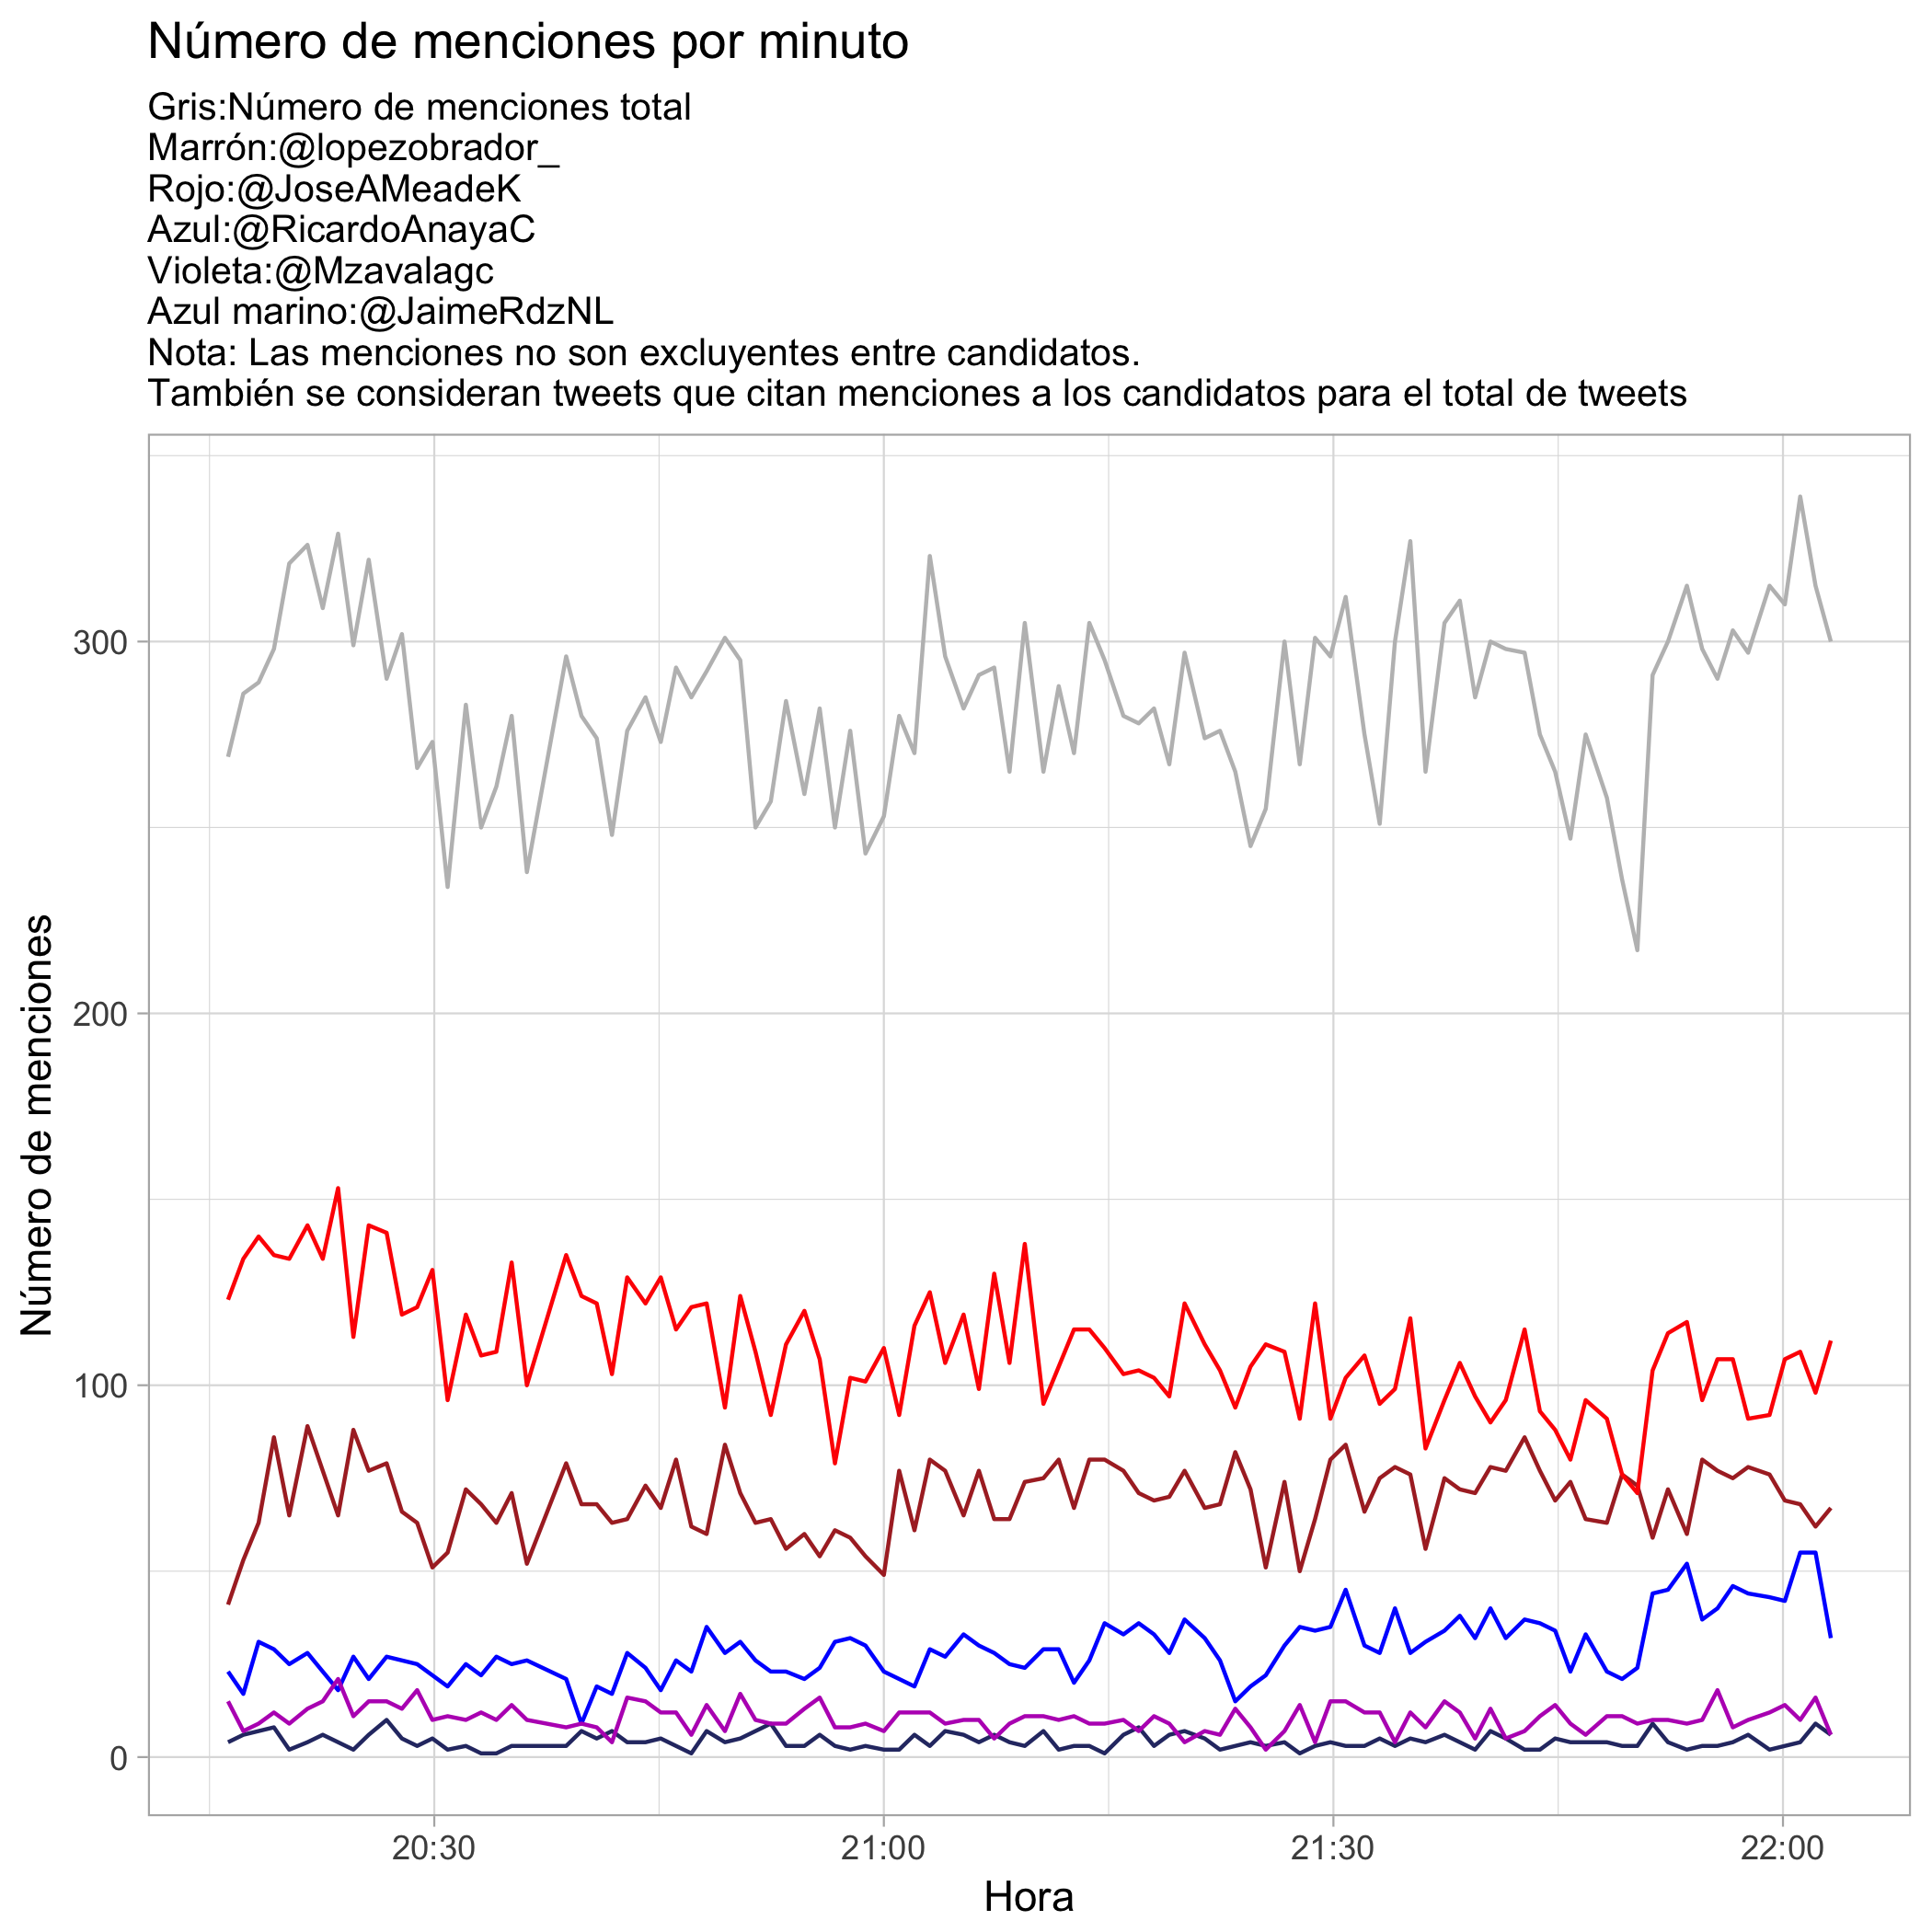 Número de menciones por minuto
Gris:Número de menciones total
Marrón:@lopezobrador_
Rojo:@JoseAMeadeK
Azul:@RicardoAnayaC
Violeta:@Mzavalagc
Azul marino:@JaimeRdzNL
Nota: Las menciones no son excluyentes entre candidatos.
También se consideran tweets que citan menciones a los candidatos para el total de tweets
Número de menciones
300
200
100
0
20:30
21:00
21:30
22:00
Hora